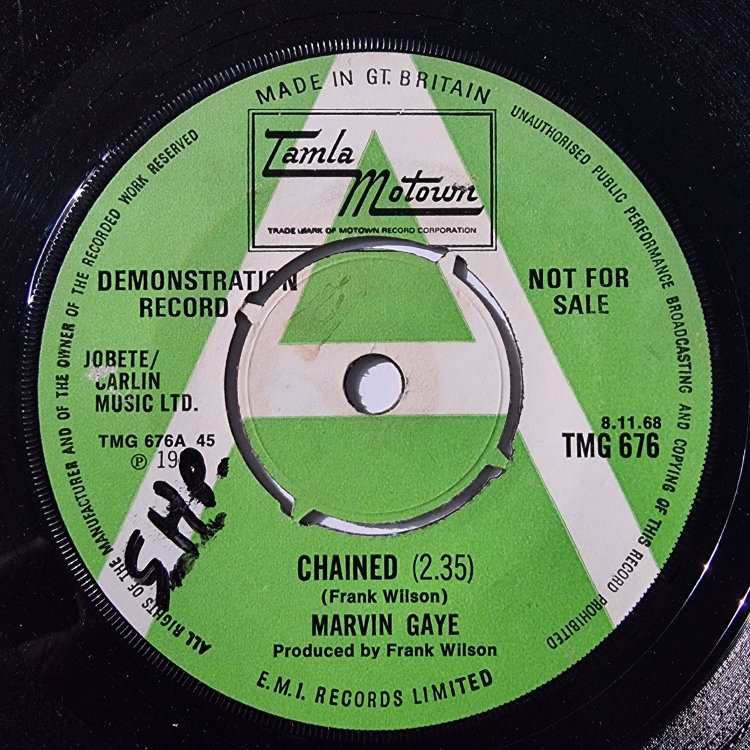 MADE IN GT. BRITAIN
Tamla
Motown
TRADE MARK OF MOTOWN RECORD CORPORATION
DEMONSTRATION
RECORD
NOT FOR
SALE
JOBETE/
CARLIN
MUSIC LTD.
TMG 676A 45
℗ 19
S.H.P.
8.11.68
TMG 676
CHAINED (2.35)
(Frank Wilson)
MARVIN GAYE
Produced by Frank Wilson
E.M.I. RECORDS LIMITED
ALL RIGHTS OF THE MANUFACTURER AND OF THE OWNER OF THE RECORDED WORK RESERVED
UNAUTHORISED PUBLIC PERFORMANCE BROADCASTING AND COPYING OF THIS RECORD PROHIBITED
A